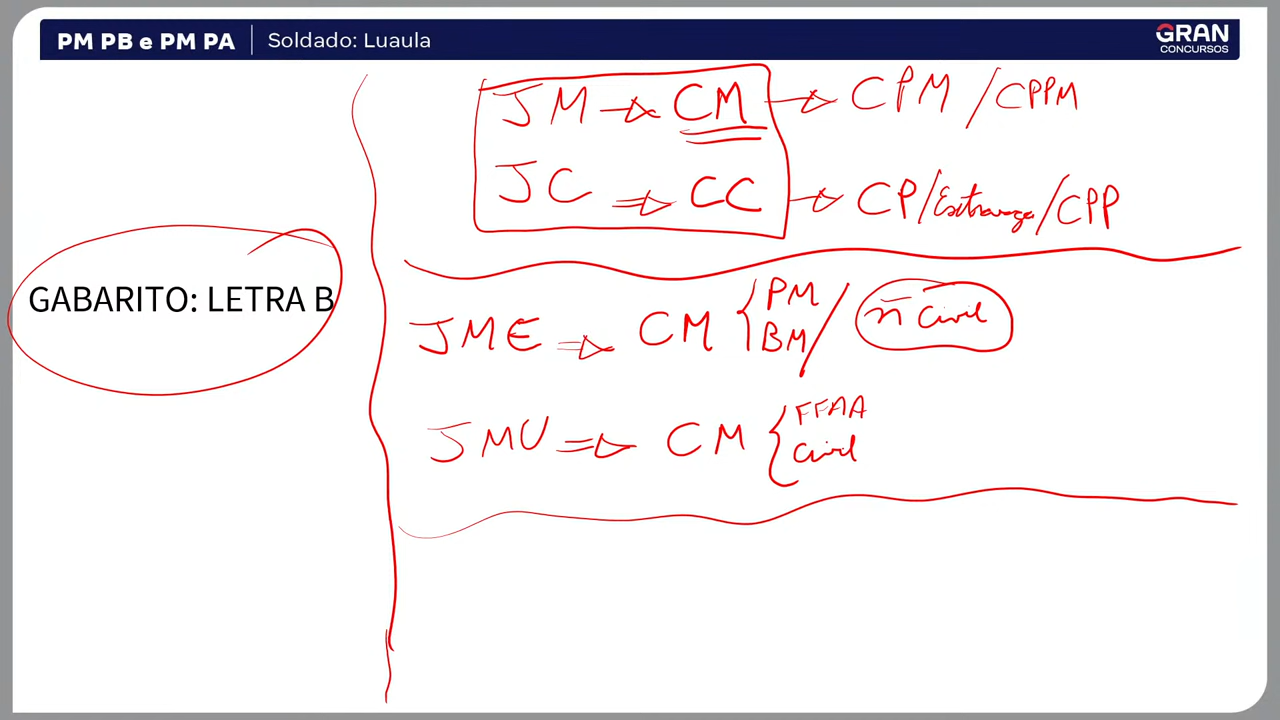 PM PB e PM PA | Soldado: Luaula
GRAN
CONCURSOS
JM → CM → CPM / CPPM
JC ⇒ CC → CP / Extravaga / CPP
GABARITO: LETRA B
JME ⇒ CM { PM / n̄ civil
BM
JMU ⇒ CM { FFAA
Civil